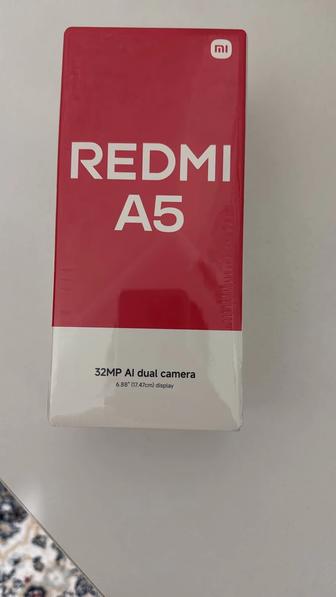 mi
REDMI
A5
32MP AI dual camera
6.88" (17.47cm) display